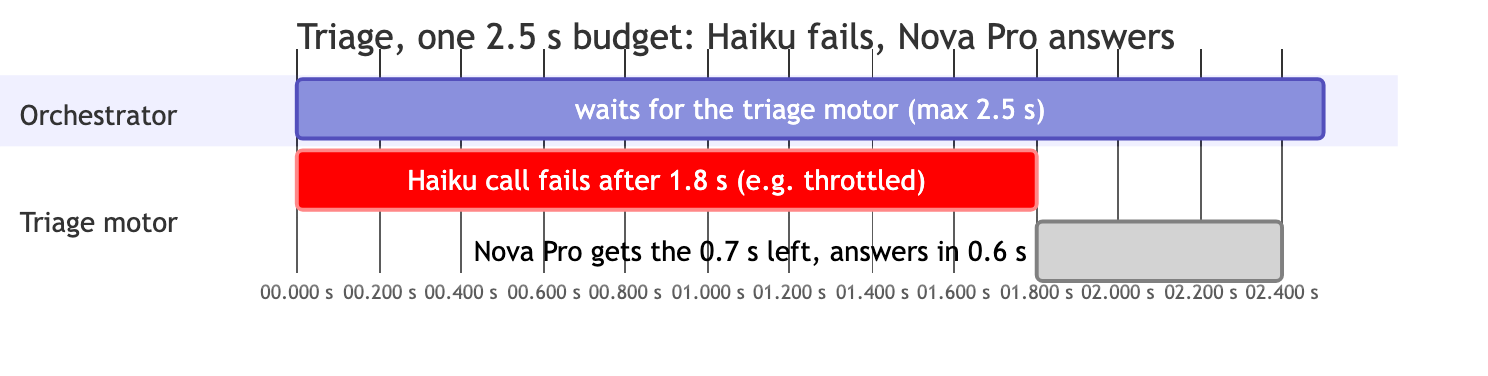 Triage, one 2.5 s budget: Haiku fails, Nova Pro answers
Orchestrator
waits for the triage motor (max 2.5 s)
Haiku call fails after 1.8 s (e.g. throttled)
Triage motor
Nova Pro gets the 0.7 s left, answers in 0.6 s
00.000 s 00.200 s 00.400 s 00.600 s 00.800 s 01.000 s 01.200 s 01.400 s 01.600 s 01.800 s 02.000 s 02.200 s 02.400 s